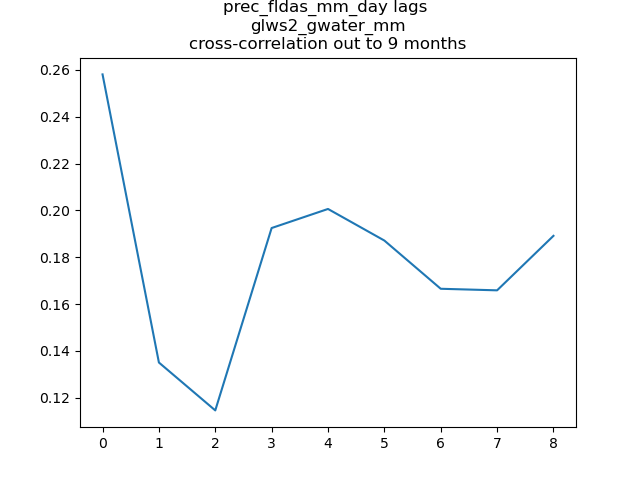 prec_fldas_mm_day lags
glws2_gwater_mm
cross-correlation out to 9 months
0.26
0.24
0.22
0.20
0.18
0.16
0.14
0.12
0 1 2 3 4 5 6 7 8